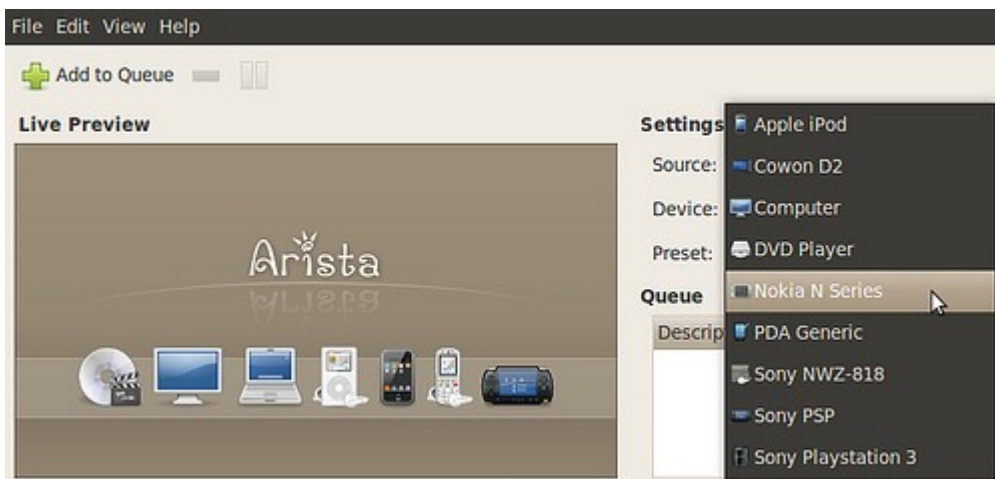 File Edit View Help
Add to Queue
Live Preview
Arista
Settings
Source:
Device:
Preset:
Queue
Descrip
Apple iPod
Cowon D2
Computer
DVD Player
Nokia N Series
PDA Generic
Sony NWZ-818
Sony PSP
Sony Playstation 3